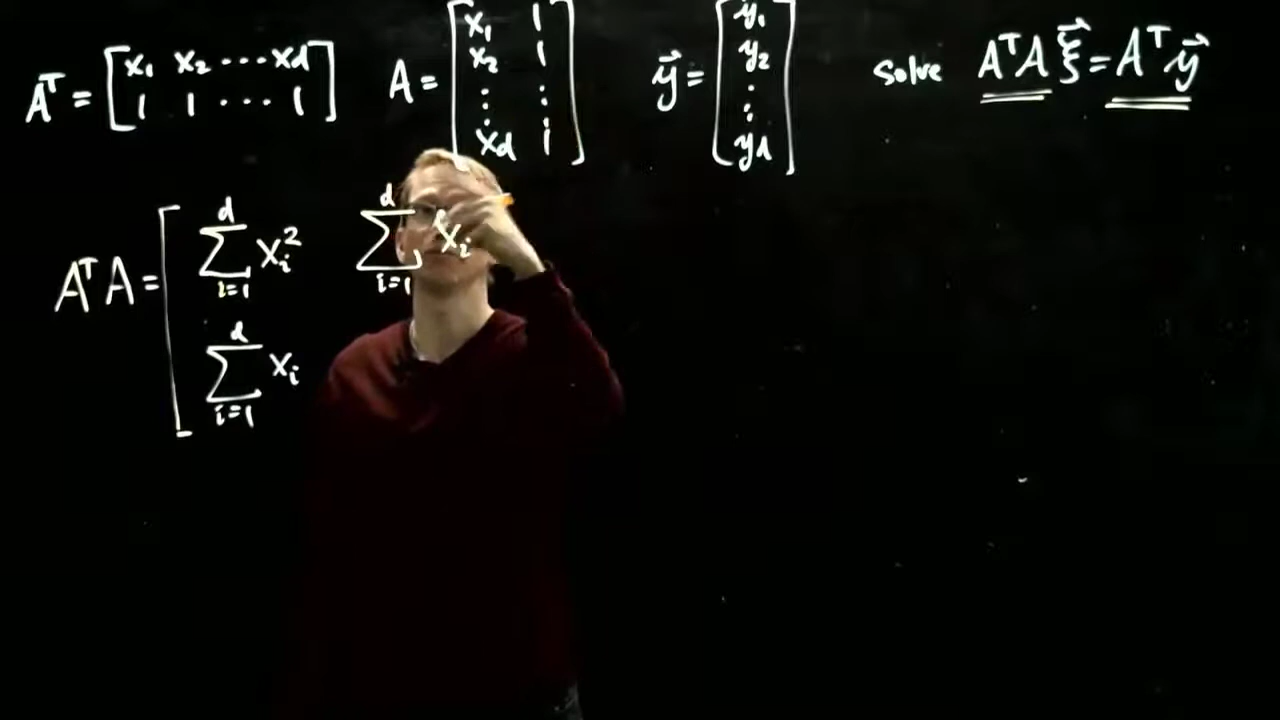 Aᵀ = [x₁ x₂ ⋯ x_d
1 1 ⋯ 1]
A = [x₁ 1
x₂ 1
⋮ ⋮
x_d 1]
y⃗ = [y₁
y₂
⋮
y_d]
Solve AᵀA ξ⃗ = Aᵀ y⃗
AᵀA = [∑_{i=1}^{d} x_i² ∑_{i=1}^{d} x_i
∑_{i=1}^{d} x_i